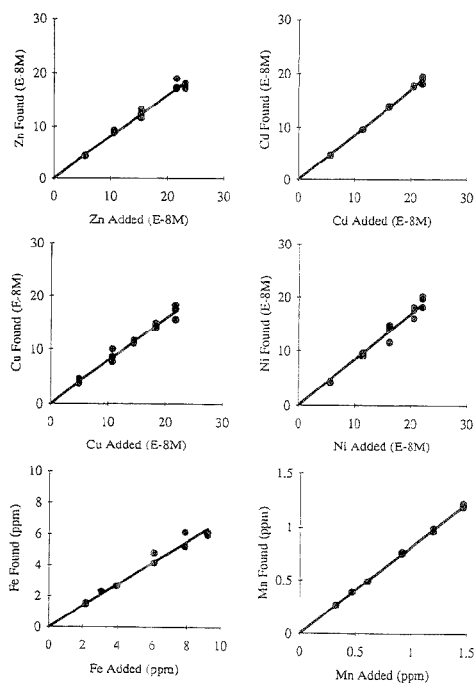 Zn Found (E-8M)
30
20
10
0
0 10 20 30
Zn Added (E-8M)
Cd Found (E-8M)
30
20
10
0
0 10 20 30
Cd Added (E-8M)
Cu Found (E-8M)
30
20
10
0
0 10 20 30
Cu Added (E-8M)
Ni Found (E-8M)
30
20
10
0
0 10 20 30
Ni Added (E-8M)
Fe Found (ppm)
10
8
6
4
2
0
0 2 4 6 8 10
Fe Added (ppm)
Mn Found (ppm)
1.5
1
0.5
0
0 0.5 1 1.5
Mn Added (ppm)